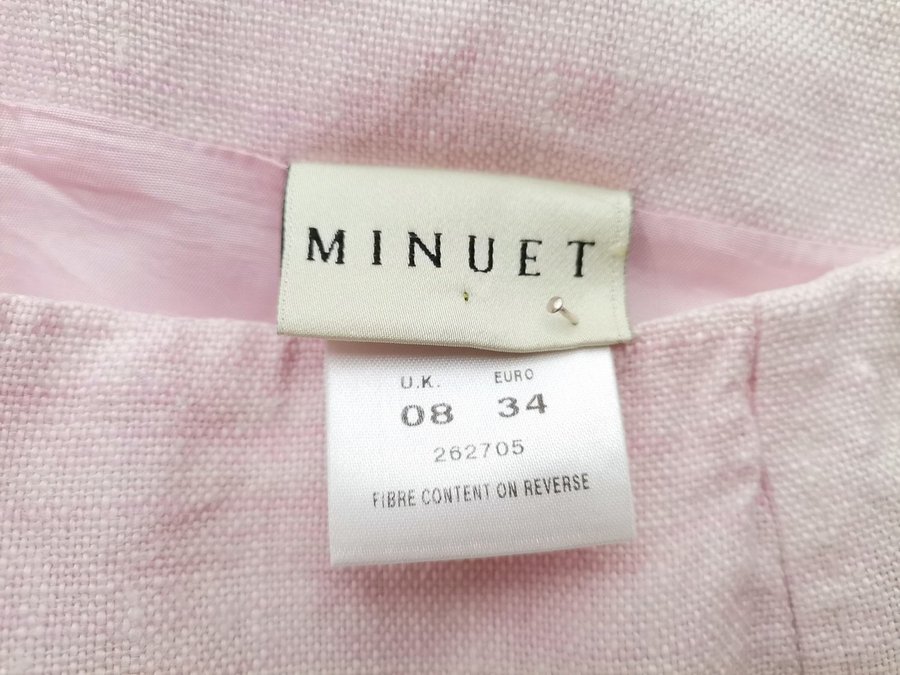 MINUET
U.K. EURO
08 34
262705
FIBRE CONTENT ON REVERSE